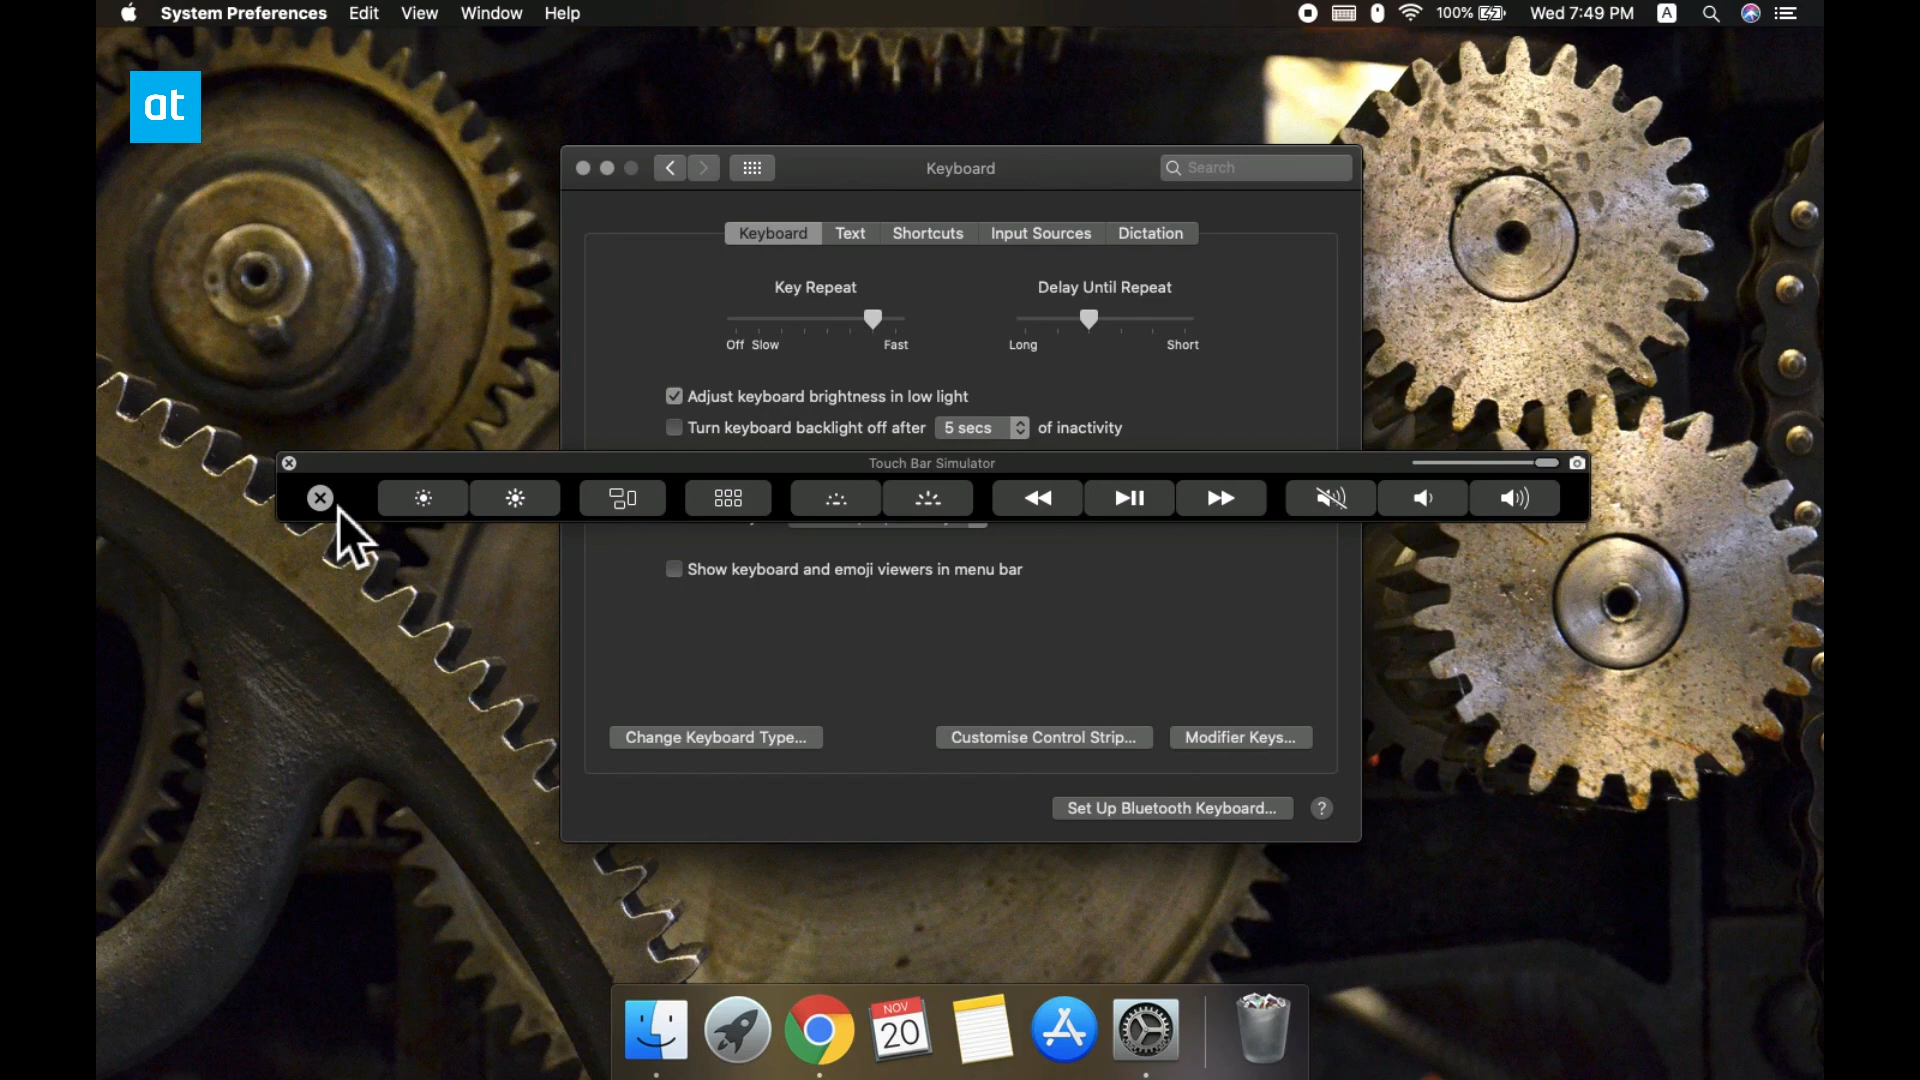 System Preferences Edit View Window Help 100% Wed 7:49 PM A
at
Keyboard Search
Keyboard Text Shortcuts Input Sources Dictation
Key Repeat Delay Until Repeat
Off Slow Fast Long Short
Adjust keyboard brightness in low light
Turn keyboard backlight off after 5 secs of inactivity
Touch Bar Simulator
Show keyboard and emoji viewers in menu bar
Change Keyboard Type... Customise Control Strip... Modifier Keys...
Set Up Bluetooth Keyboard... ?
NOV
20